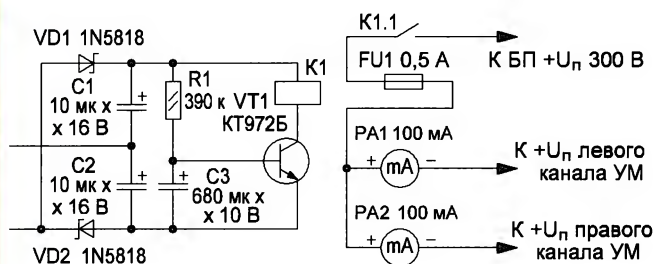 VD1 1N5818
C1
10 мк х
х 16 В
C2
10 мк х
х 16 В
VD2 1N5818
R1
390 к
VT1
КТ972Б
K1
C3
680 мк х
х 10 В
K1.1
FU1 0,5 А
К БП +Uп 300 В
PA1 100 мА
+ mA −
К +Uп левого
канала УМ
PA2 100 мА
+ mA −
К +Uп правого
канала УМ